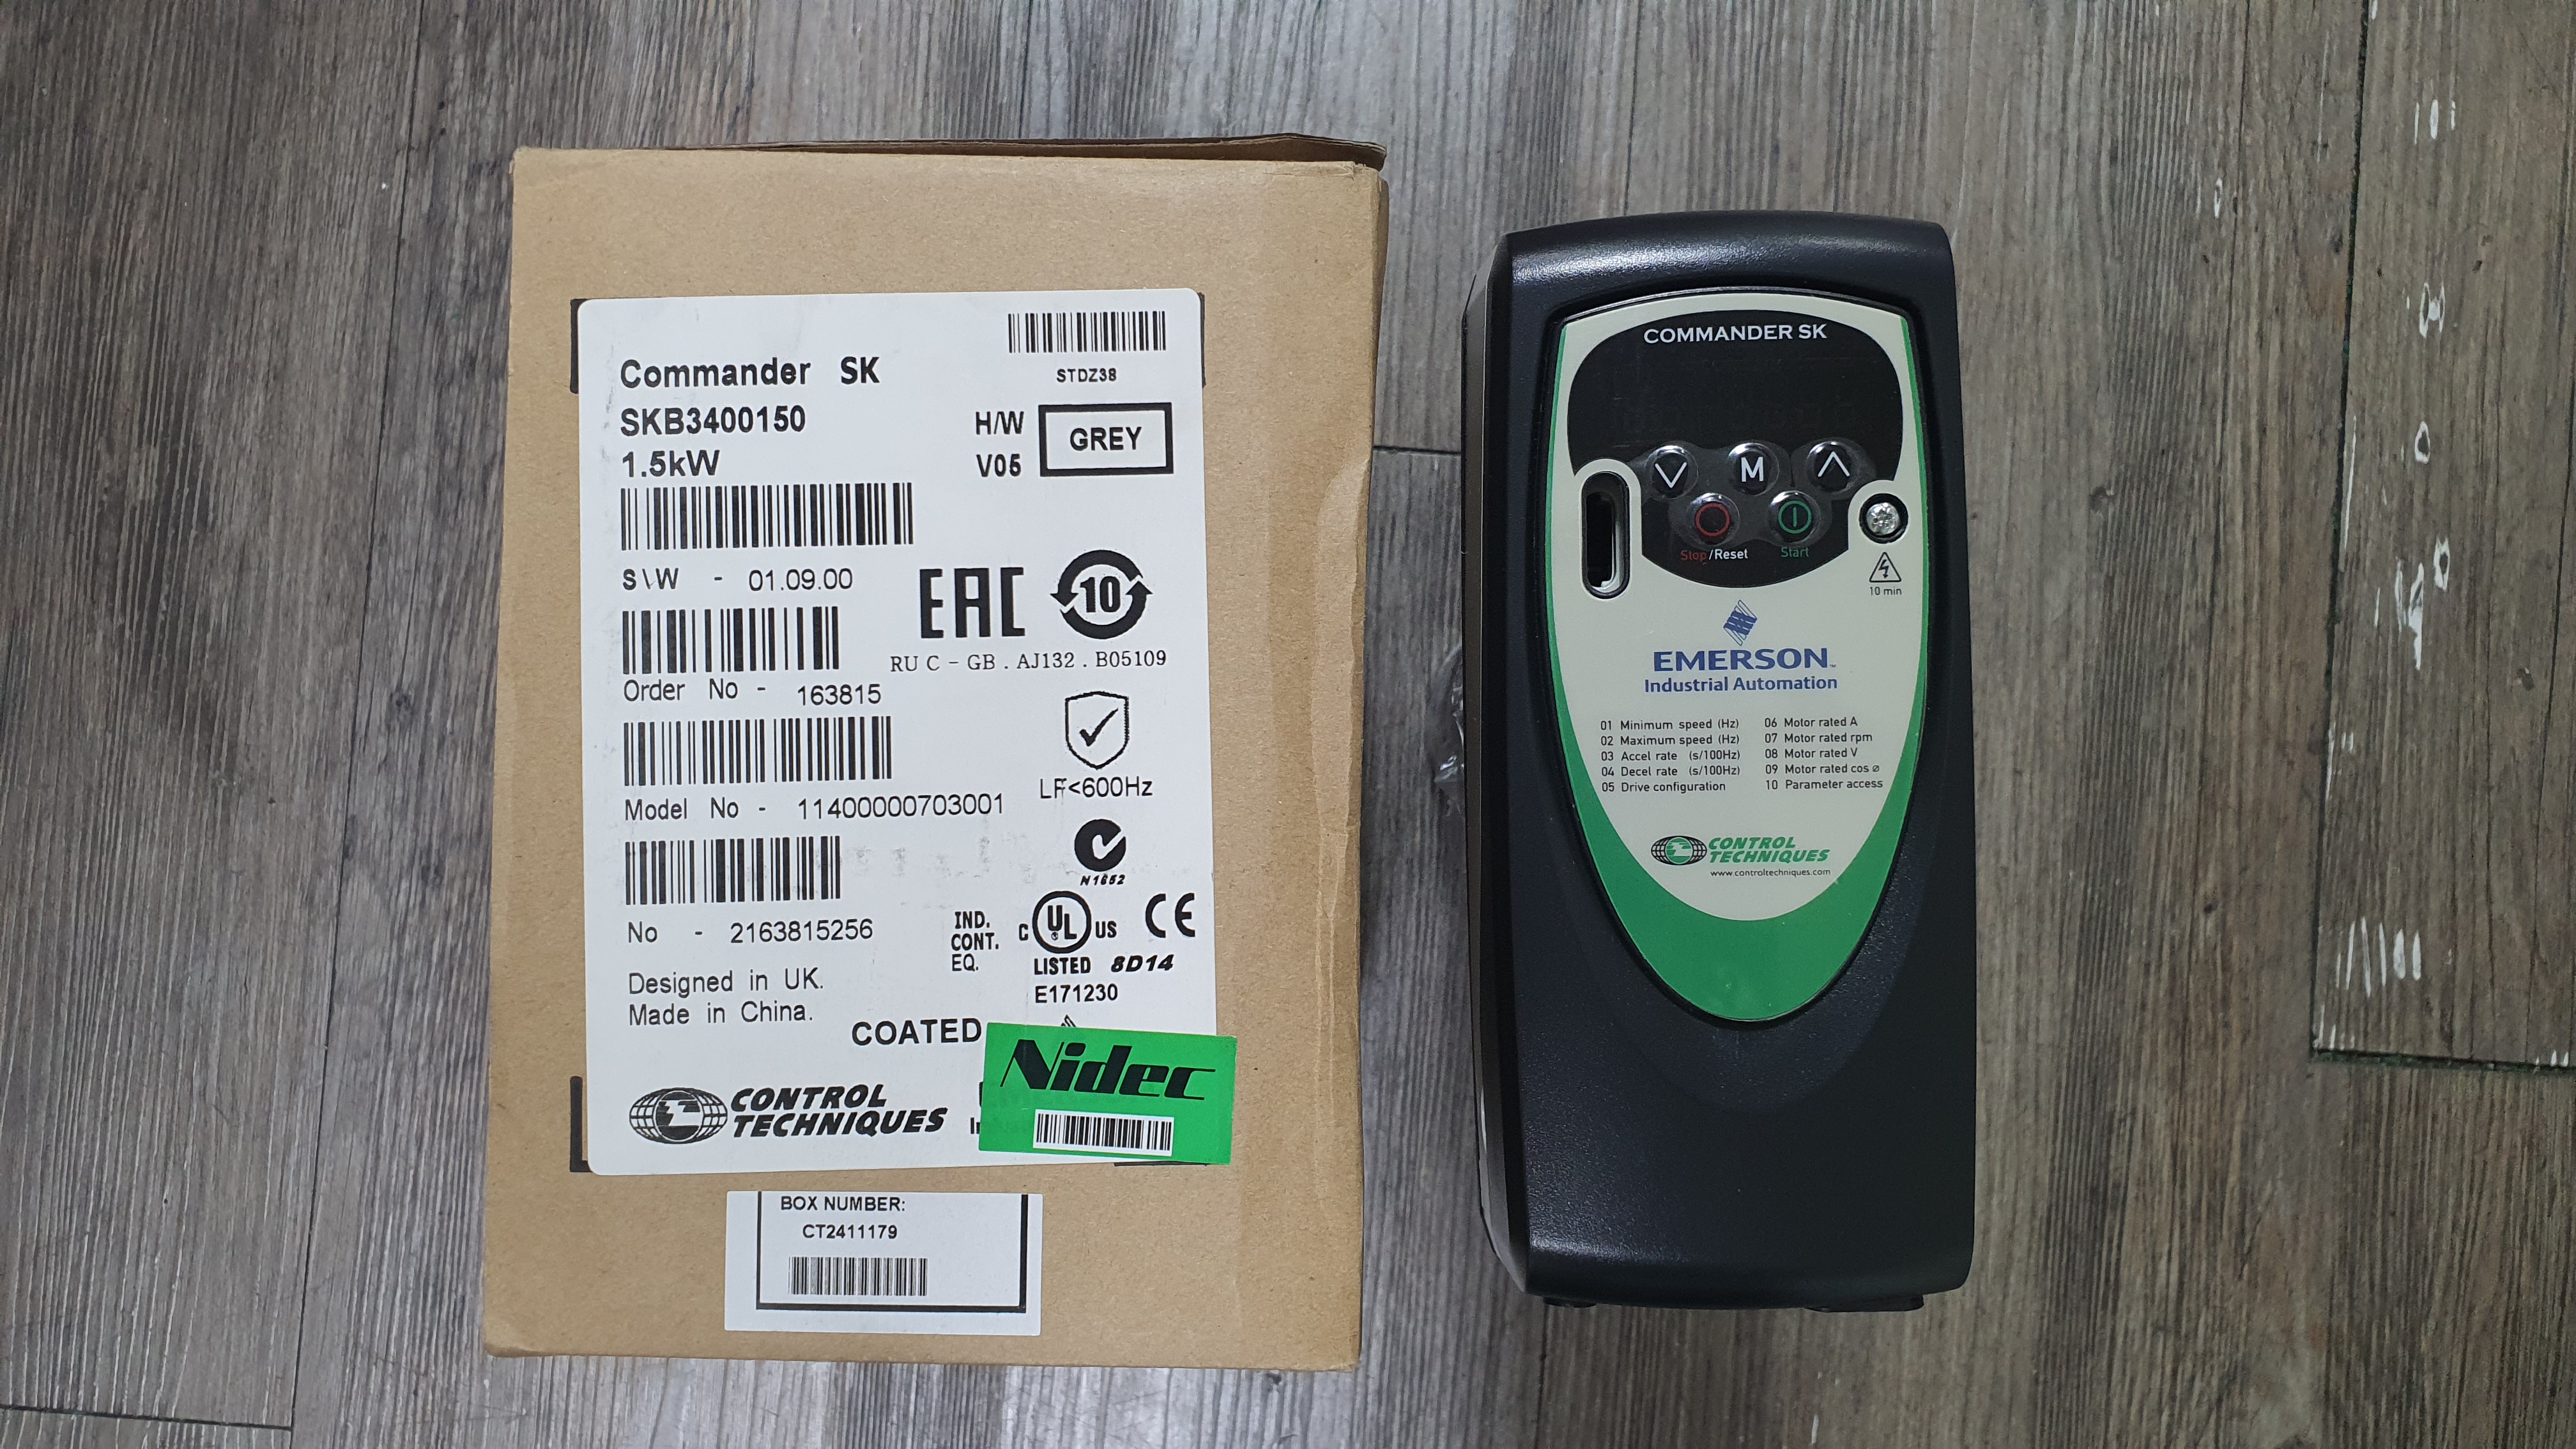 Commander SK
STDZ38
SKB3400150
1.5kW
H/W
V05
GREY
S\W - 01.09.00
EAC
10
RU C - GB . AJ132 . B05109
Order No - 163815
LF<600Hz
Model No - 11400000703001
N1652
No - 2163815256
IND.
CONT.
EQ.
C UL US
CE
LISTED 8D14
E171230
Designed in UK.
Made in China.
COATED
CONTROL
TECHNIQUES
Nidec
BOX NUMBER:
CT2411179
COMMANDER SK
M
Stop/Reset
Start
10 min
EMERSON™
Industrial Automation
01 Minimum speed (Hz)
02 Maximum speed (Hz)
03 Accel rate (s/100Hz)
04 Decel rate (s/100Hz)
05 Drive configuration
06 Motor rated A
07 Motor rated rpm
08 Motor rated V
09 Motor rated cos ø
10 Parameter access
CONTROL
TECHNIQUES
www.controltechniques.com